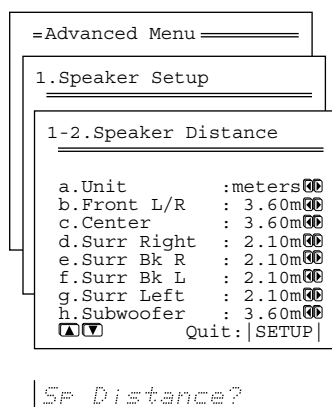 =Advanced Menu
1.Speaker Setup
1-2.Speaker Distance
a.Unit :meters
b.Front L/R : 3.60m
c.Center : 3.60m
d.Surr Right : 2.10m
e.Surr Bk R : 2.10m
f.Surr Bk L : 2.10m
g.Surr Left : 2.10m
h.Subwoofer : 3.60m
Quit:|SETUP|
Sp Distance?